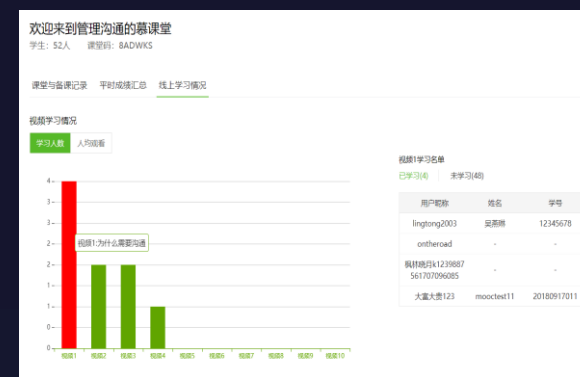 欢迎来到管理沟通的慕课堂
学生：52人 课堂码：8ADWKS
课堂与备课记录 平时成绩汇总 线上学习情况
视频学习情况
学习人数 人均观看
4
3
3
2
视频1:为什么需要沟通
2
1
1
0
0
视频1 视频2 视频3 视频4 视频5 视频6 视频7 视频8 视频9 视频10
视频1学习名单
已学习(4) 未学习(48)
用户昵称 姓名 学号
lingtong2003 12345678
ontheroad - -
枫林晓月k1239887
561707096085 - -
大富大贵123 mooctest11 20180917011